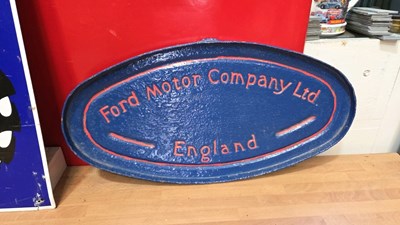 Ford Motor Company Ltd.
England